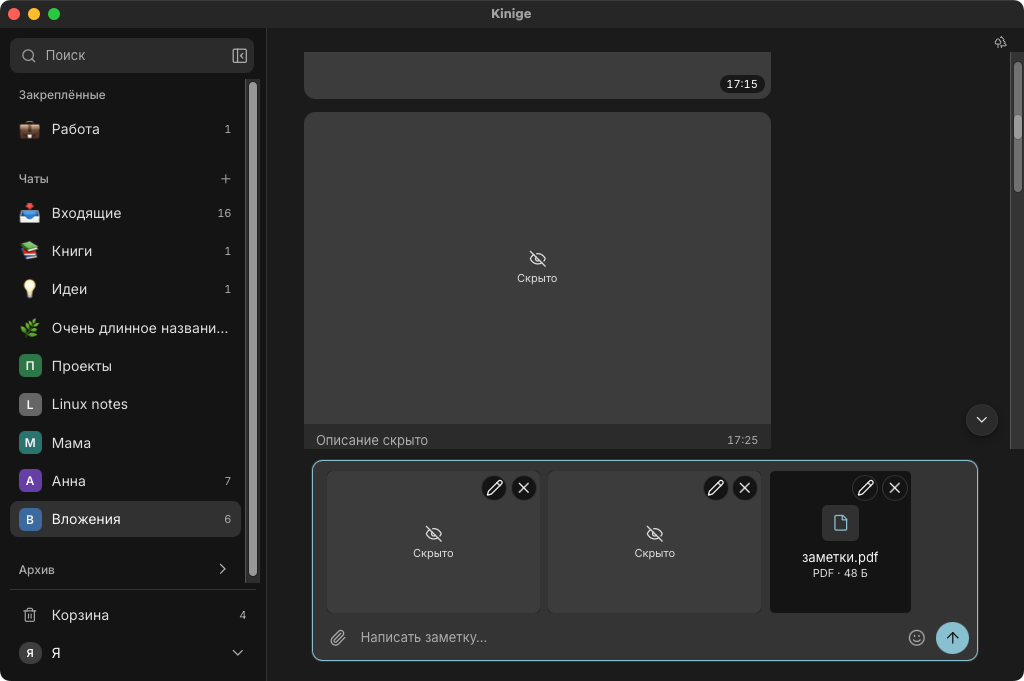 Kinige
Поиск
Закреплённые
Работа 1
Чаты
Входящие 16
Книги 1
Идеи 1
Очень длинное названи...
П Проекты
L Linux notes
М Мама
А Анна 7
В Вложения 6
Архив
Корзина 4
Я Я
17:15
Скрыто
Описание скрыто 17:25
Скрыто
Скрыто
заметки.pdf
PDF · 48 Б
Написать заметку...